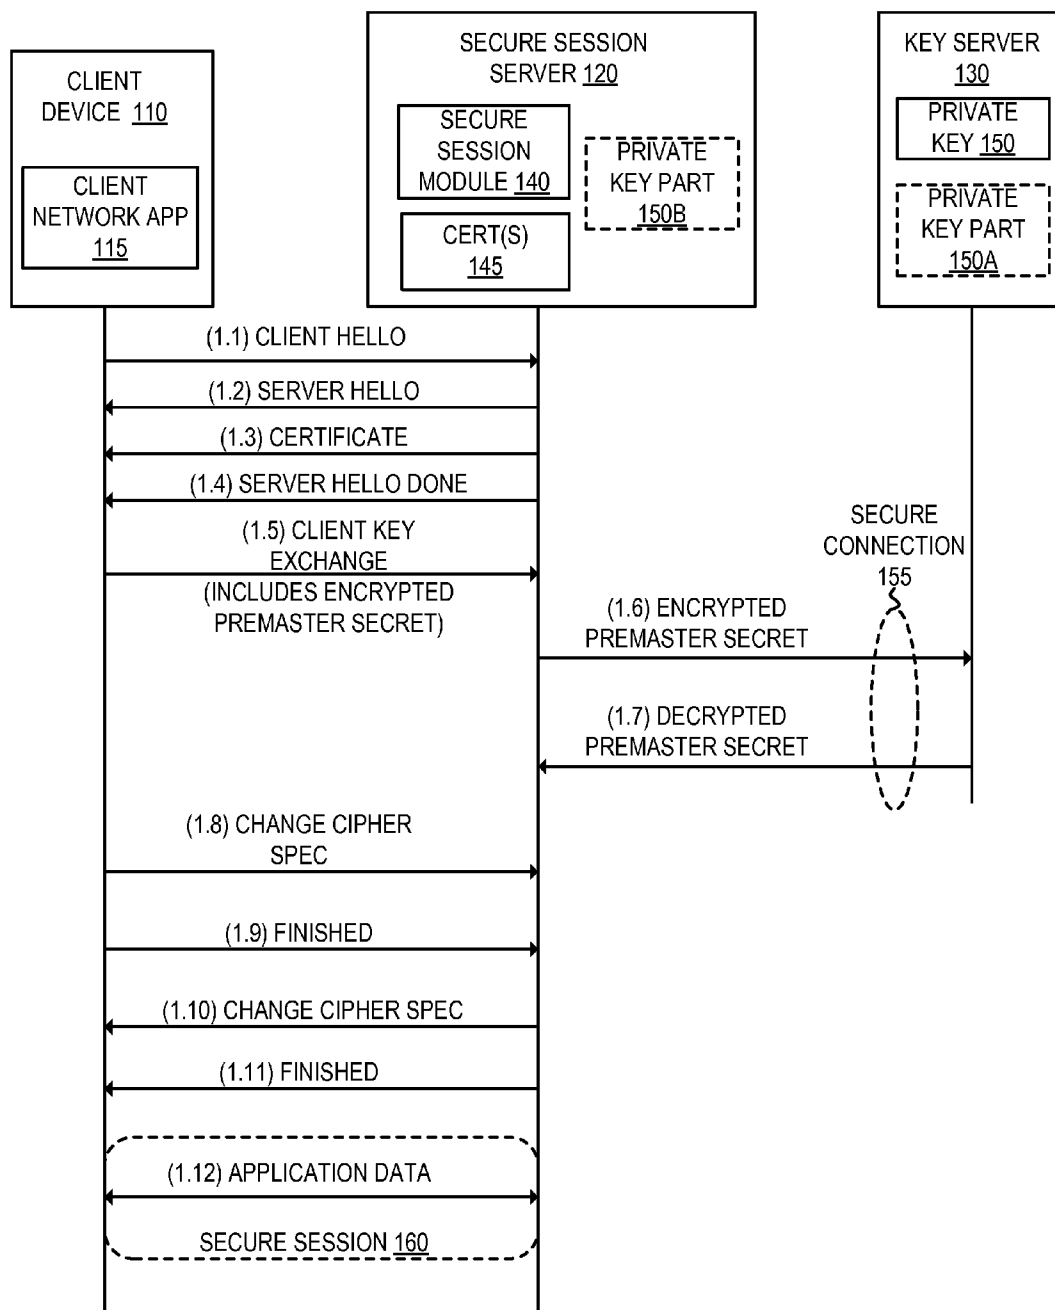 CLIENT
DEVICE 110
CLIENT
NETWORK APP
115
SECURE SESSION
SERVER 120
SECURE
SESSION
MODULE 140
PRIVATE
KEY PART
150B
CERT(S)
145
KEY SERVER
130
PRIVATE
KEY 150
PRIVATE
KEY PART
150A
(1.1) CLIENT HELLO
(1.2) SERVER HELLO
(1.3) CERTIFICATE
(1.4) SERVER HELLO DONE
(1.5) CLIENT KEY
EXCHANGE
(INCLUDES ENCRYPTED
PREMASTER SECRET)
SECURE
CONNECTION
155
(1.6) ENCRYPTED
PREMASTER SECRET
(1.7) DECRYPTED
PREMASTER SECRET
(1.8) CHANGE CIPHER
SPEC
(1.9) FINISHED
(1.10) CHANGE CIPHER SPEC
(1.11) FINISHED
(1.12) APPLICATION DATA
SECURE SESSION 160